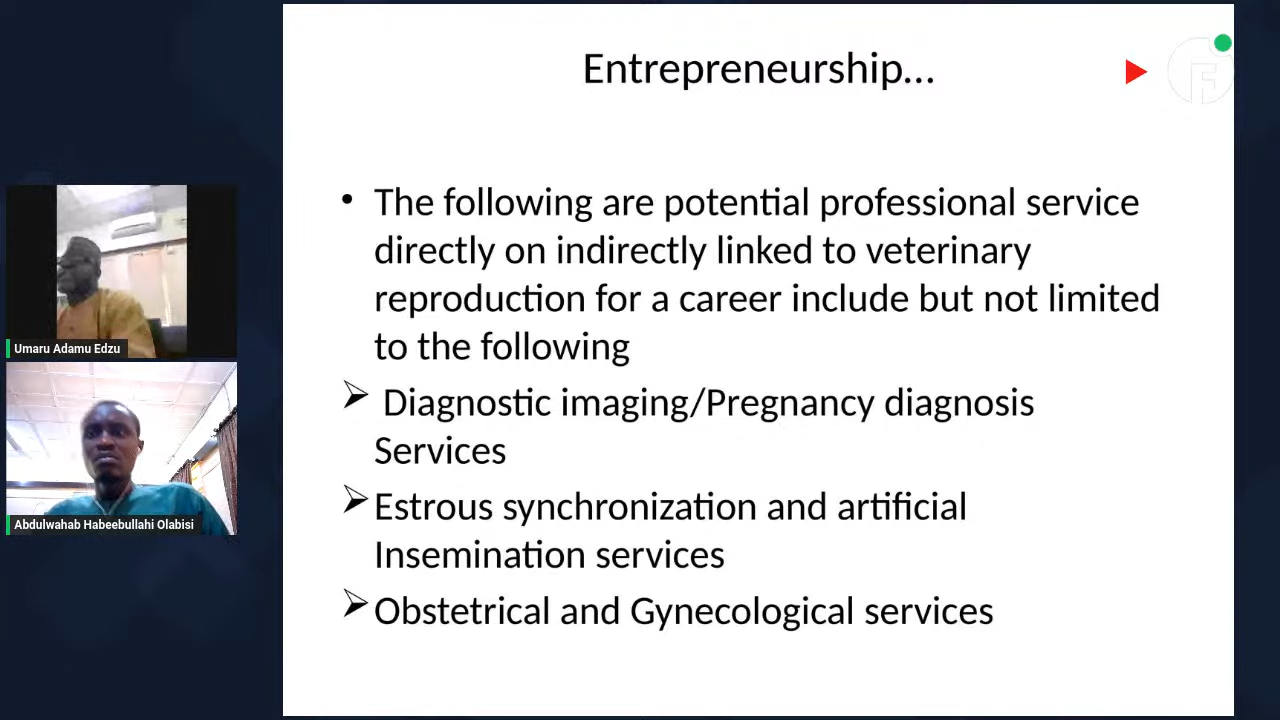 Entrepreneurship...
• The following are potential professional service
directly on indirectly linked to veterinary
reproduction for a career include but not limited
to the following
➢ Diagnostic imaging/Pregnancy diagnosis
Services
➢Estrous synchronization and artificial
Insemination services
➢Obstetrical and Gynecological services
Umaru Adamu Edzu
Abdulwahab Habeebullahi Olabisi